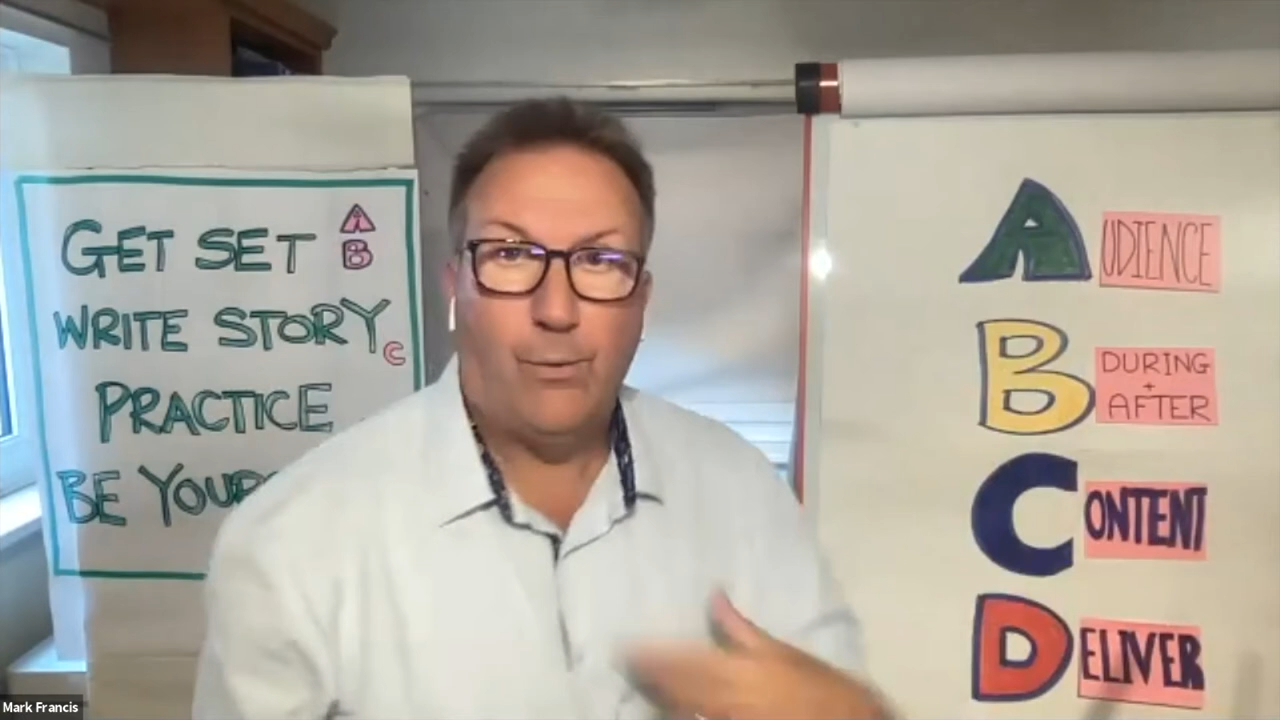 GET SET A
B
WRITE STORY C
PRACTICE
BE
AUDIENCE
B DURING
+
AFTER
CONTENT
DELIVER
Mark Francis